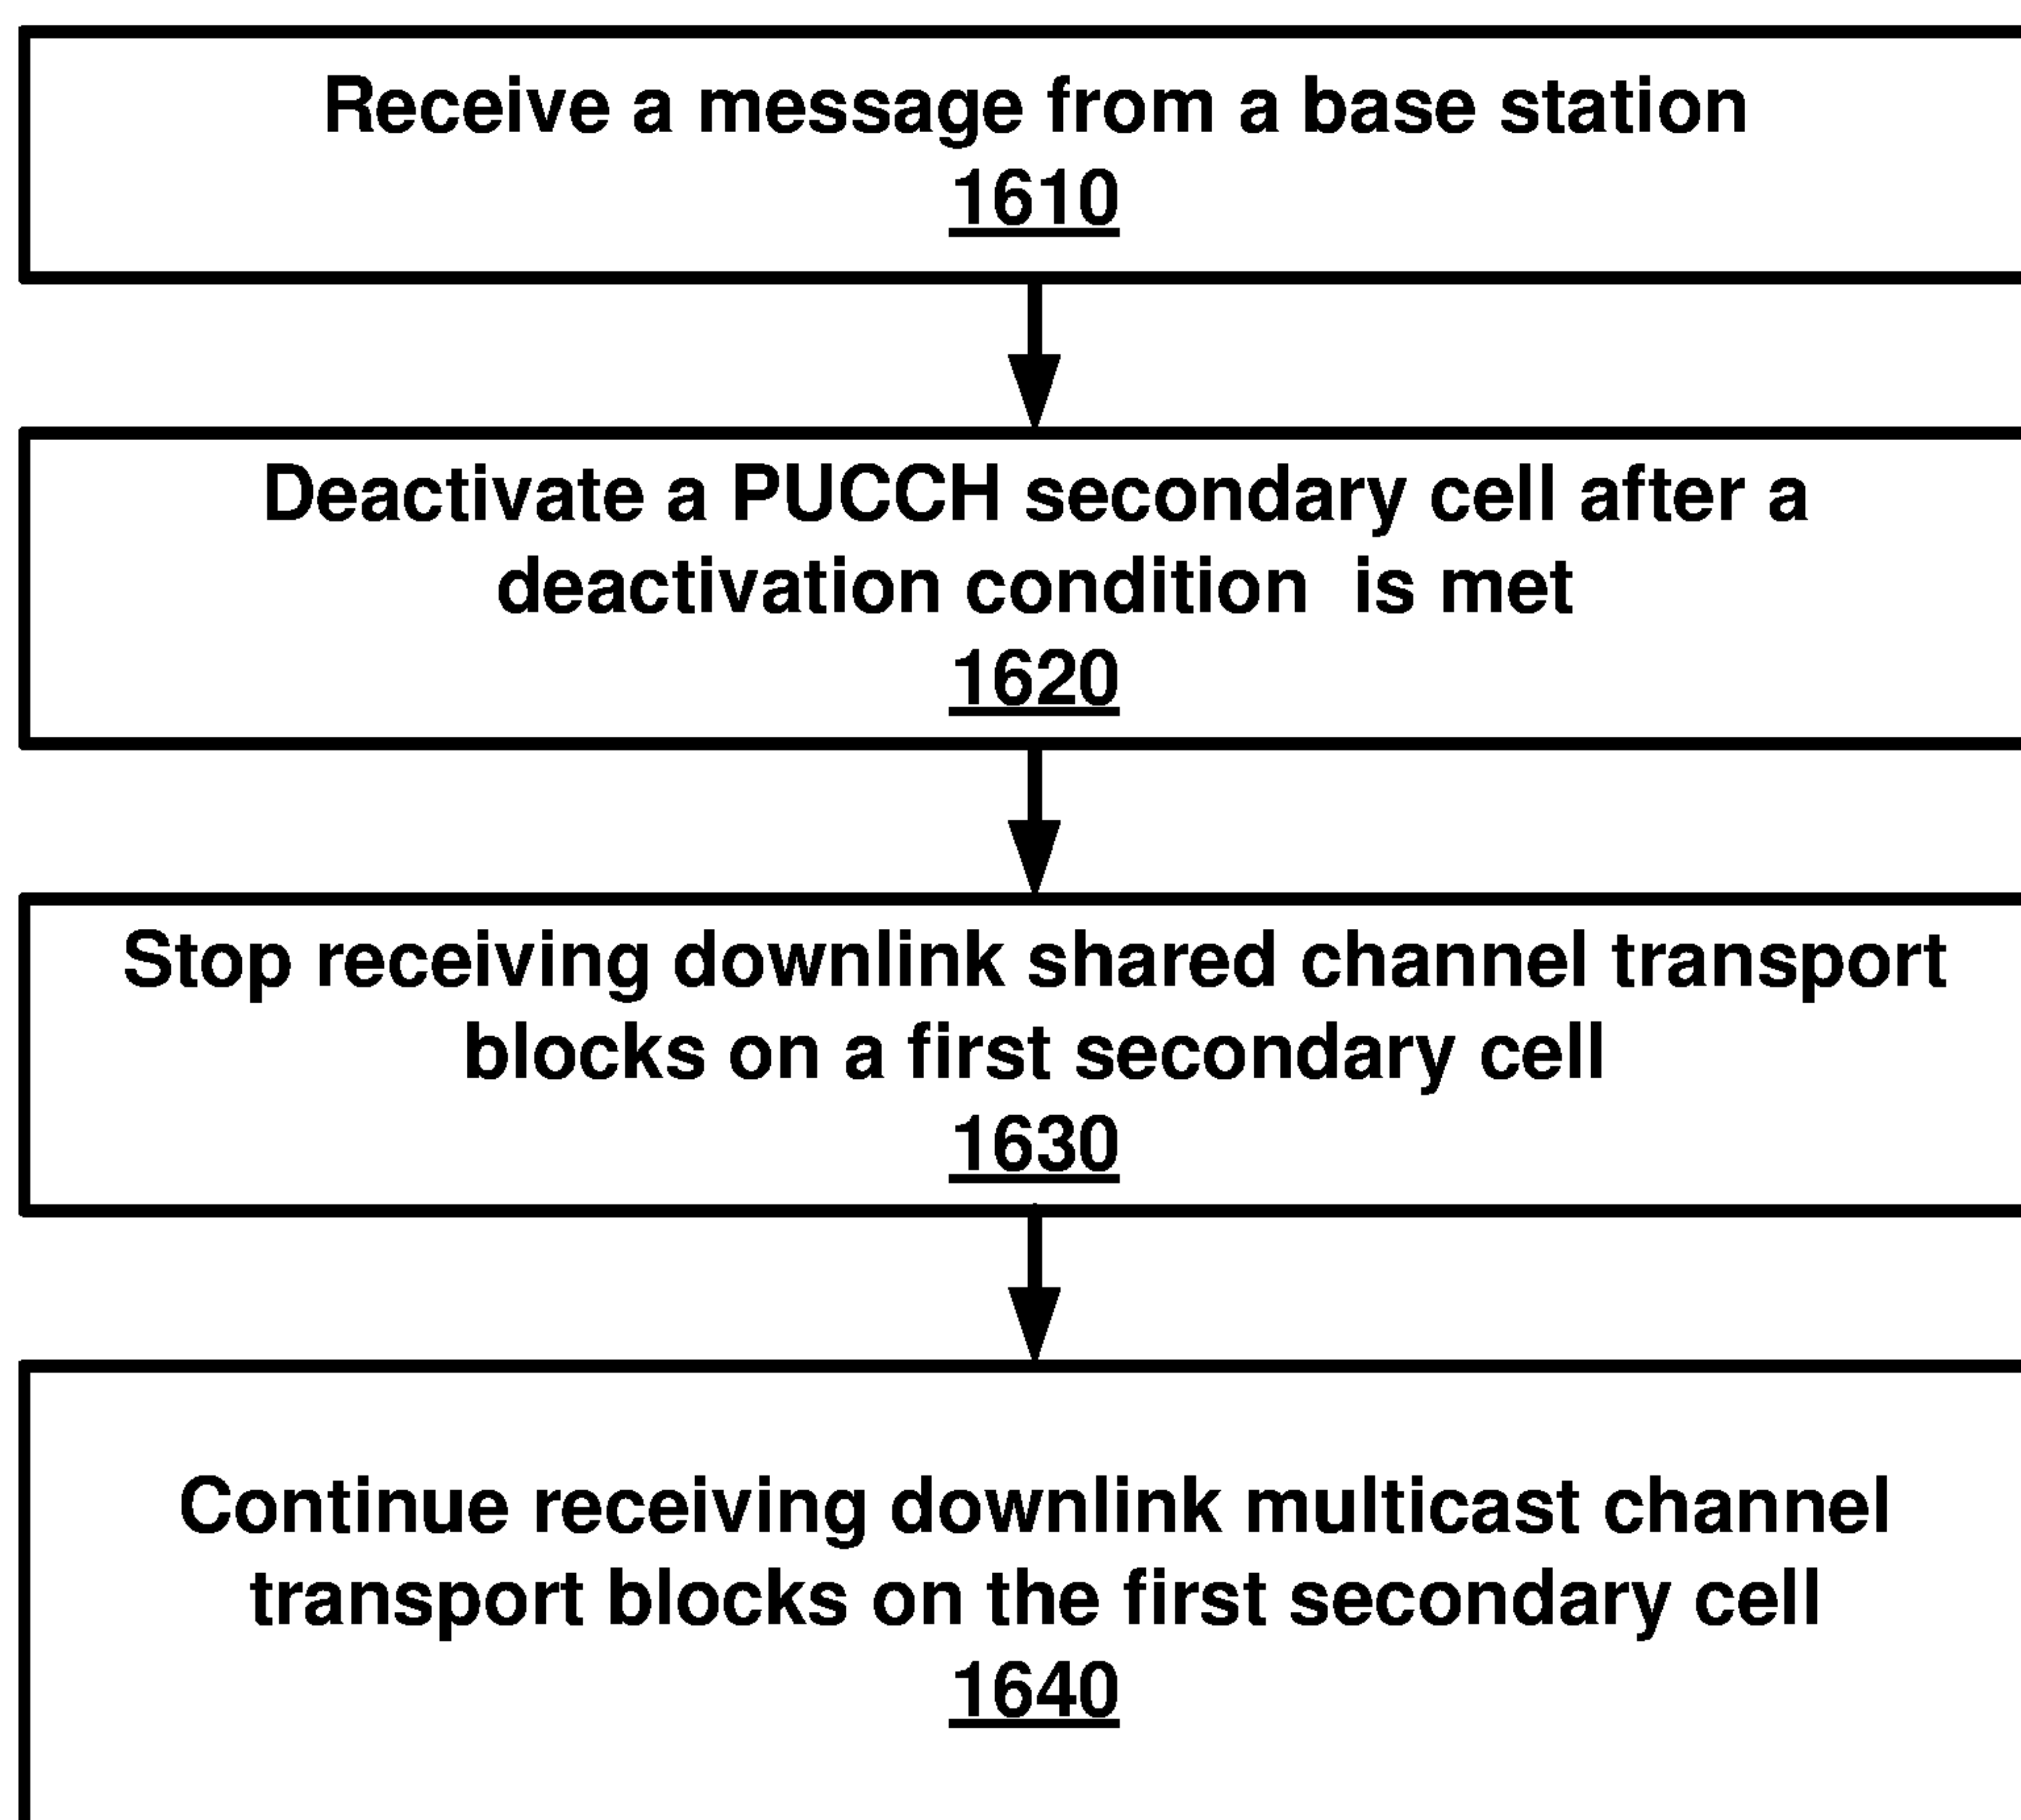 Receive a message from a base station
1610
Deactivate a PUCCH secondary cell after a
deactivation condition  is met
1620
Stop receiving downlink shared channel transport
blocks on a first secondary cell
1630
Continue receiving downlink multicast channel
transport blocks on the first secondary cell
1640